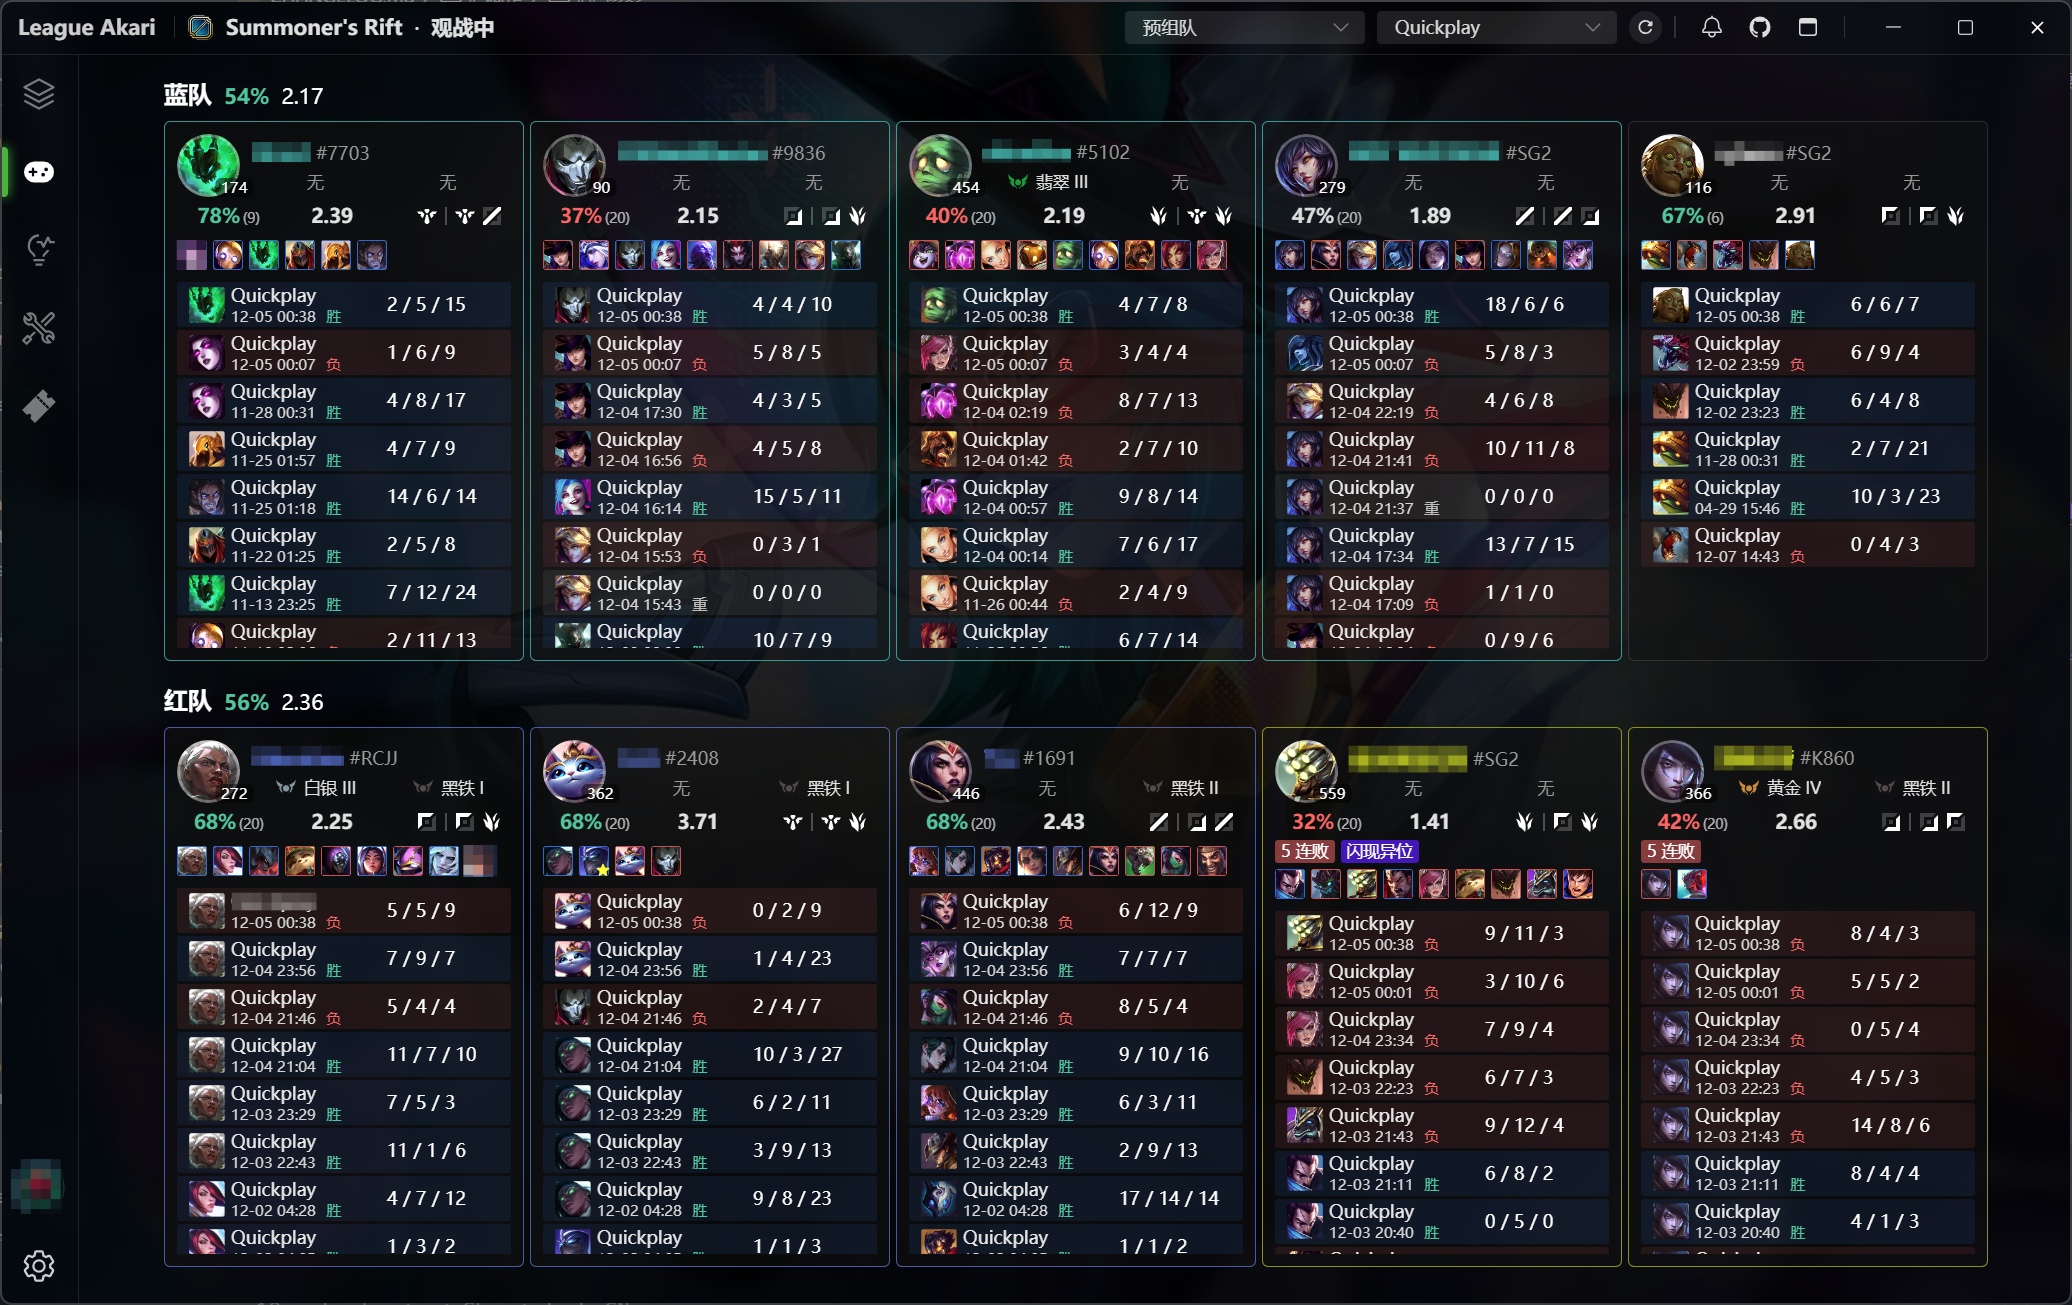 League Akari
Summoner's Rift · 观战中
预组队
Quickplay
蓝队 54% 2.17
#7703
174
无 无
78% (9) 2.39
Quickplay
12-05 00:38 胜
2 / 5 / 15
Quickplay
12-05 00:07 负
1 / 6 / 9
Quickplay
11-28 00:31 胜
4 / 8 / 17
Quickplay
11-25 01:57 胜
4 / 7 / 9
Quickplay
11-25 01:18 胜
14 / 6 / 14
Quickplay
11-22 01:25 胜
2 / 5 / 8
Quickplay
11-13 23:25 胜
7 / 12 / 24
Quickplay
2 / 11 / 13
#9836
90
无 无
37% (20) 2.15
Quickplay
12-05 00:38 胜
4 / 4 / 10
Quickplay
12-05 00:07 负
5 / 8 / 5
Quickplay
12-04 17:30 胜
4 / 3 / 5
Quickplay
12-04 16:56 负
4 / 5 / 8
Quickplay
12-04 16:14 胜
15 / 5 / 11
Quickplay
12-04 15:53 负
0 / 3 / 1
Quickplay
12-04 15:43 重
0 / 0 / 0
Quickplay
10 / 7 / 9
#5102
454
翡翠 III 无
40% (20) 2.19
Quickplay
12-05 00:38 胜
4 / 7 / 8
Quickplay
12-05 00:07 负
3 / 4 / 4
Quickplay
12-04 02:19 负
8 / 7 / 13
Quickplay
12-04 01:42 负
2 / 7 / 10
Quickplay
12-04 00:57 胜
9 / 8 / 14
Quickplay
12-04 00:14 胜
7 / 6 / 17
Quickplay
11-26 00:44 负
2 / 4 / 9
Quickplay
6 / 7 / 14
#SG2
279
无 无
47% (20) 1.89
Quickplay
12-05 00:38 胜
18 / 6 / 6
Quickplay
12-05 00:07 负
5 / 8 / 3
Quickplay
12-04 22:19 负
4 / 6 / 8
Quickplay
12-04 21:41 负
10 / 11 / 8
Quickplay
12-04 21:37 重
0 / 0 / 0
Quickplay
12-04 17:34 胜
13 / 7 / 15
Quickplay
12-04 17:09 负
1 / 1 / 0
Quickplay
0 / 9 / 6
#SG2
116
无 无
67% (6) 2.91
Quickplay
12-05 00:38 胜
6 / 6 / 7
Quickplay
12-02 23:59 负
6 / 9 / 4
Quickplay
12-02 23:23 胜
6 / 4 / 8
Quickplay
11-28 00:31 胜
2 / 7 / 21
Quickplay
04-29 15:46 胜
10 / 3 / 23
Quickplay
12-07 14:43 负
0 / 4 / 3
红队 56% 2.36
#RCJJ
272
白银 III 黑铁 I
68% (20) 2.25
12-05 00:38 负
5 / 5 / 9
Quickplay
12-04 23:56 胜
7 / 9 / 7
Quickplay
12-04 21:46 负
5 / 4 / 4
Quickplay
12-04 21:04 胜
11 / 7 / 10
Quickplay
12-03 23:29 胜
7 / 5 / 3
Quickplay
12-03 22:43 胜
11 / 1 / 6
Quickplay
12-02 04:28 胜
4 / 7 / 12
Quickplay
1 / 3 / 2
#2408
362
无 黑铁 I
68% (20) 3.71
Quickplay
12-05 00:38 负
0 / 2 / 9
Quickplay
12-04 23:56 胜
1 / 4 / 23
Quickplay
12-04 21:46 负
2 / 4 / 7
Quickplay
12-04 21:04 胜
10 / 3 / 27
Quickplay
12-03 23:29 胜
6 / 2 / 11
Quickplay
12-03 22:43 胜
3 / 9 / 13
Quickplay
12-02 04:28 胜
9 / 8 / 23
Quickplay
1 / 1 / 3
#1691
446
无 黑铁 II
68% (20) 2.43
Quickplay
12-05 00:38 负
6 / 12 / 9
Quickplay
12-04 23:56 胜
7 / 7 / 7
Quickplay
12-04 21:46 负
8 / 5 / 4
Quickplay
12-04 21:04 胜
9 / 10 / 16
Quickplay
12-03 23:29 胜
6 / 3 / 11
Quickplay
12-03 22:43 胜
2 / 9 / 13
Quickplay
12-02 04:28 胜
17 / 14 / 14
Quickplay
1 / 1 / 2
#SG2
559
无 无
32% (20) 1.41
5 连败 闪现异位
Quickplay
12-05 00:38 负
9 / 11 / 3
Quickplay
12-05 00:01 负
3 / 10 / 6
Quickplay
12-04 23:34 负
7 / 9 / 4
Quickplay
12-03 22:23 负
6 / 7 / 3
Quickplay
12-03 21:43 负
9 / 12 / 4
Quickplay
12-03 21:11 胜
6 / 8 / 2
Quickplay
12-03 20:40 胜
0 / 5 / 0
#K860
366
黄金 IV 黑铁 II
42% (20) 2.66
5 连败
Quickplay
12-05 00:38 负
8 / 4 / 3
Quickplay
12-05 00:01 负
5 / 5 / 2
Quickplay
12-04 23:34 负
0 / 5 / 4
Quickplay
12-03 22:23 负
4 / 5 / 3
Quickplay
12-03 21:43 负
14 / 8 / 6
Quickplay
12-03 21:11 胜
8 / 4 / 4
Quickplay
12-03 20:40 胜
4 / 1 / 3